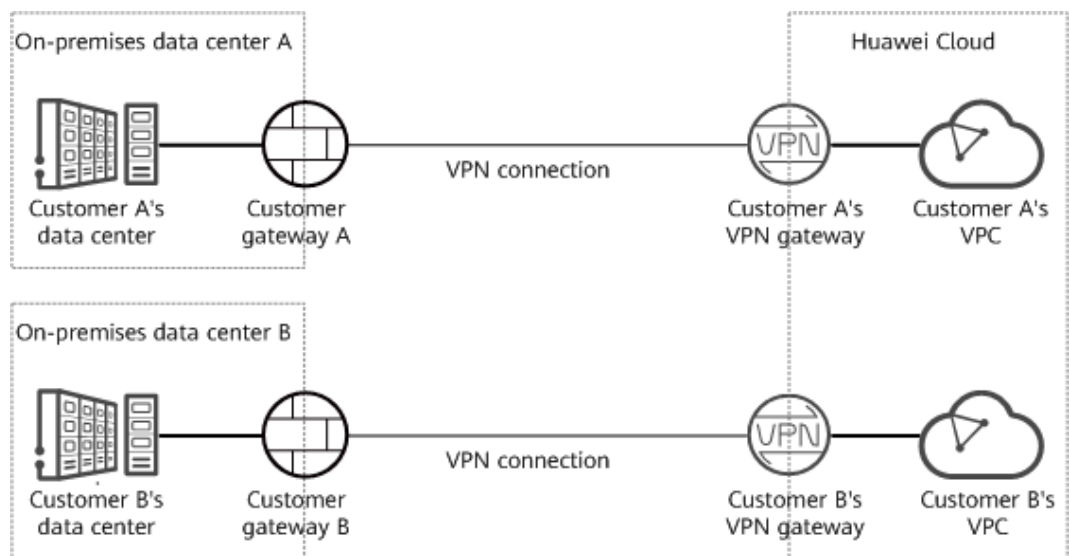 On-premises data center A
Huawei Cloud
VPN
VPN connection
Customer A's
data center
Customer
gateway A
Customer A's
VPN gateway
Customer A's
VPC
On-premises data center B
VPN
VPN connection
Customer B's
data center
Customer
gateway B
Customer B's
VPN gateway
Customer B's
VPC